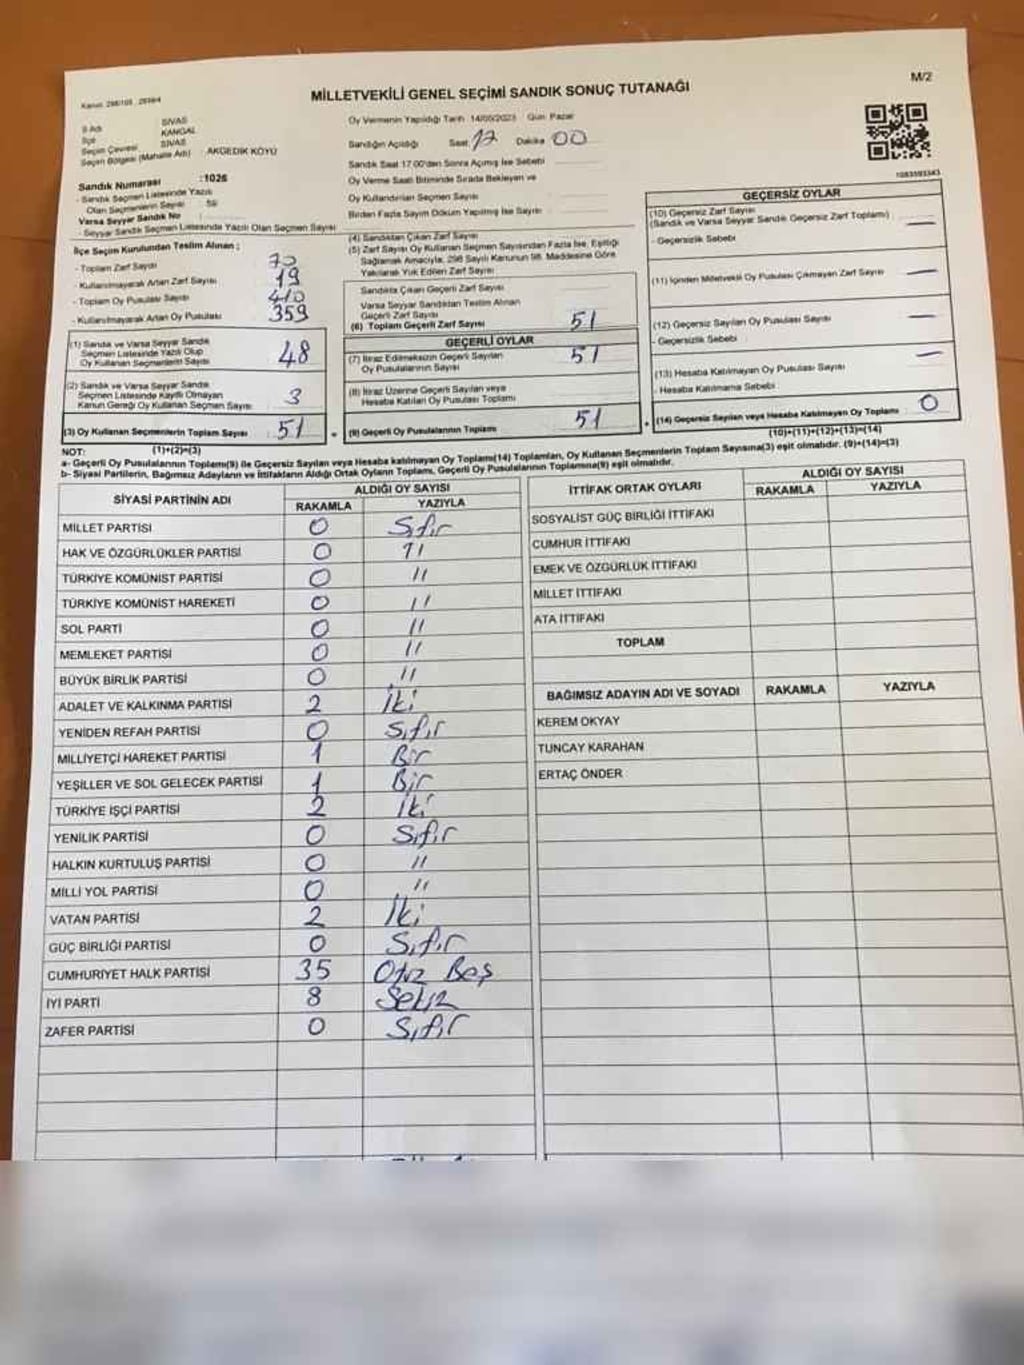 M/2
Kanun: 298/105 , 2839/4
MİLLETVEKİLİ GENEL SEÇİMİ SANDIK SONUÇ TUTANAĞI
İl Adı SİVAS
İlçe KANGAL
Seçim Çevresi SİVAS
Seçim Bölgesi (Mahalle Adı) AKGEDİK KÖYÜ
Sandık Numarası :1026
- Sandık Seçmen Listesinde Yazılı
Olan Seçmenlerin Sayısı : 59
Varsa Seyyar Sandık No :
- Seyyar Sandık Seçmen Listesinde Yazılı Olan Seçmen Sayısı
Oy Vermenin Yapıldığı Tarih 14/05/2023 Gün: Pazar
Sandığın Açıldığı Saat 17 Dakika 00
Sandık Saat 17.00'den Sonra Açımış İse Sebebi
Oy Verme Saati Bitiminde Sırada Bekleyen ve
Oy Kullandırılan Seçmen Sayısı
Birden Fazla Sayım Döküm Yapılmış İse Sayısı
1083593343
İlçe Seçim Kurulundan Teslim Alınan ;
- Toplam Zarf Sayısı 70
- Kullanılmayarak Artan Zarf Sayısı 19
- Toplam Oy Pusulası Sayısı 410
- Kullanılmayarak Artan Oy Pusulası 359
(1) Sandık ve Varsa Seyyar Sandık
Seçmen Listesinde Yazılı Olup
Oy Kullanan Seçmenlerin Sayısı 48
(2) Sandık ve Varsa Seyyar Sandık
Seçmen Listesinde Kayıtlı Olmayan
Kanun Gereği Oy Kullanan Seçmen Sayısı 3
(3) Oy Kullanan Seçmenlerin Toplam Sayısı 51
(4) Sandıktan Çıkan Zarf Sayısı
(5) Zarf Sayısı Oy Kullanan Seçmen Sayısından Fazla İse, Eşitliği
Sağlamak Amacıyla, 298 Sayılı Kanunun 98. Maddesine Göre
Yakılarak Yok Edilen Zarf Sayısı
Sandıkta Çıkan Geçerli Zarf Sayısı
Varsa Seyyar Sandıktan Teslim Alınan
Geçerli Zarf Sayısı
(6) Toplam Geçerli Zarf Sayısı 51
GEÇERLİ OYLAR
(7) İtiraz Edilmeksizin Geçerli Sayılan
Oy Pusulalarının Sayısı 51
(8) İtiraz Üzerine Geçerli Sayılan veya
Hesaba Katılan Oy Pusulası Toplamı
= (9) Geçerli Oy Pusulalarının Toplamı 51
GEÇERSİZ OYLAR
(10) Geçersiz Zarf Sayısı
(Sandık ve Varsa Seyyar Sandık Geçersiz Zarf Toplamı) —
- Geçersizlik Sebebi
(11) İçinden Milletvekili Oy Pusulası Çıkmayan Zarf Sayısı —
(12) Geçersiz Sayılan Oy Pusulası Sayısı —
- Geçersizlik Sebebi
(13) Hesaba Katılmayan Oy Pusulası Sayısı —
- Hesaba Katılmama Sebebi
+ (14) Geçersiz Sayılan veya Hesaba Katılmayan Oy Toplamı 0
NOT: (1)+(2)=(3) (10)+(11)+(12)+(13)=(14)
a- Geçerli Oy Pusulalarının Toplamı(9) ile Geçersiz Sayılan veya Hesaba katılmayan Oy Toplamı(14) Toplamları, Oy Kullanan Seçmenlerin Toplam Sayısına(3) eşit olmalıdır. (9)+(14)=(3)
b- Siyasi Partilerin, Bağımsız Adayların ve İttifakların Aldığı Ortak Oyların Toplamı, Geçerli Oy Pusulalarının Toplamına(9) eşit olmalıdır.
SİYASİ PARTİNİN ADI ALDIĞI OY SAYISI
RAKAMLA YAZIYLA
MİLLET PARTİSİ 0 Sıfır
HAK VE ÖZGÜRLÜKLER PARTİSİ 0 "
TÜRKİYE KOMÜNİST PARTİSİ 0 "
TÜRKİYE KOMÜNİST HAREKETİ 0 "
SOL PARTİ 0 "
MEMLEKET PARTİSİ 0 "
BÜYÜK BİRLİK PARTİSİ 0 "
ADALET VE KALKINMA PARTİSİ 2 İki
YENİDEN REFAH PARTİSİ 0 Sıfır
MİLLİYETÇİ HAREKET PARTİSİ 1 Bir
YEŞİLLER VE SOL GELECEK PARTİSİ 1 Bir
TÜRKİYE İŞÇİ PARTİSİ 2 İki
YENİLİK PARTİSİ 0 Sıfır
HALKIN KURTULUŞ PARTİSİ 0 "
MİLLİ YOL PARTİSİ 0 "
VATAN PARTİSİ 2 İki
GÜÇ BİRLİĞİ PARTİSİ 0 Sıfır
CUMHURİYET HALK PARTİSİ 35 Otuz Beş
İYİ PARTİ 8 Sekiz
ZAFER PARTİSİ 0 Sıfır
İTTİFAK ORTAK OYLARI ALDIĞI OY SAYISI
RAKAMLA YAZIYLA
SOSYALİST GÜÇ BİRLİĞİ İTTİFAKI
CUMHUR İTTİFAKI
EMEK VE ÖZGÜRLÜK İTTİFAKI
MİLLET İTTİFAKI
ATA İTTİFAKI
TOPLAM
BAĞIMSIZ ADAYIN ADI VE SOYADI RAKAMLA YAZIYLA
KEREM OKYAY
TUNCAY KARAHAN
ERTAÇ ÖNDER